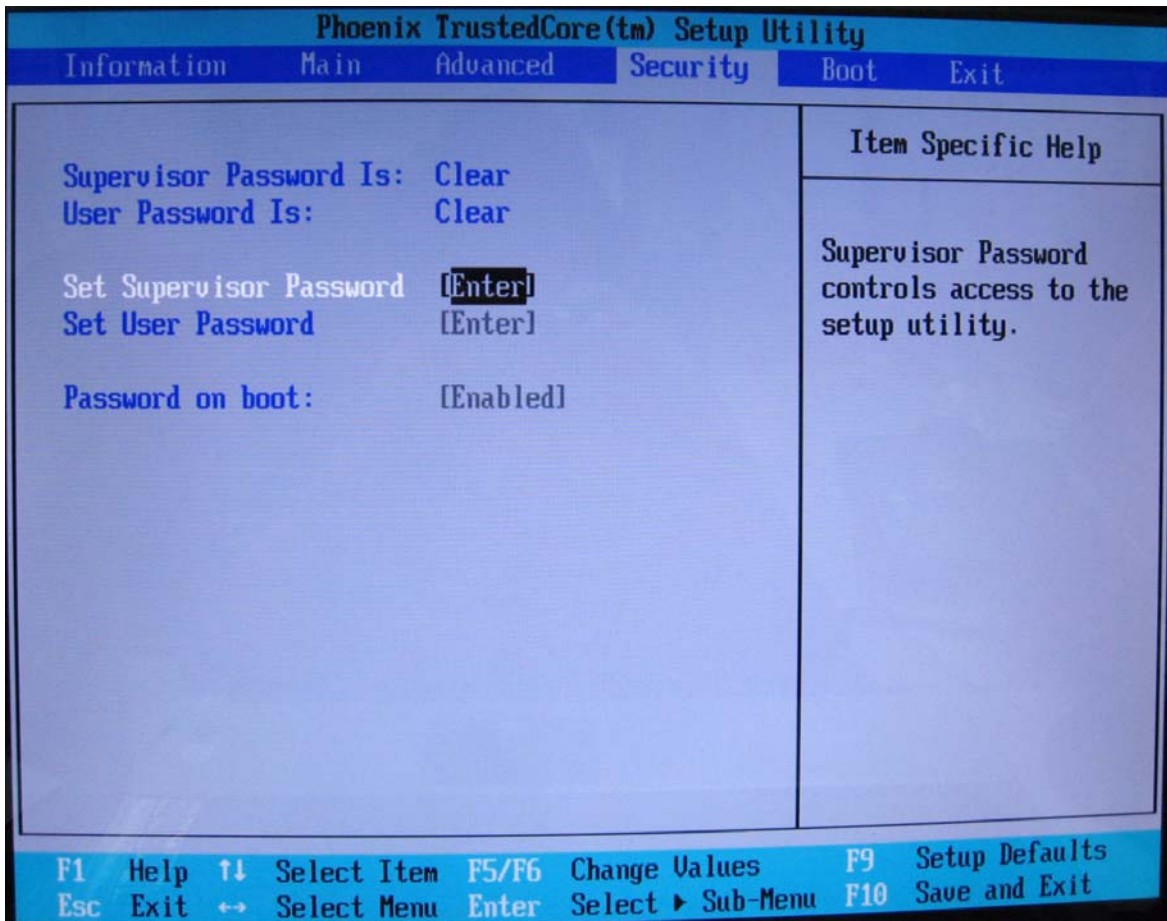 Phoenix TrustedCore(tm) Setup Utility
Information Main Advanced Security Boot Exit
Supervisor Password Is: Clear
User Password Is: Clear
Set Supervisor Password [Enter]
Set User Password [Enter]
Password on boot: [Enabled]
Item Specific Help
Supervisor Password
controls access to the
setup utility.
F1 Help ↑↓ Select Item F5/F6 Change Values F9 Setup Defaults
Esc Exit ↔ Select Menu Enter Select ▶ Sub-Menu F10 Save and Exit